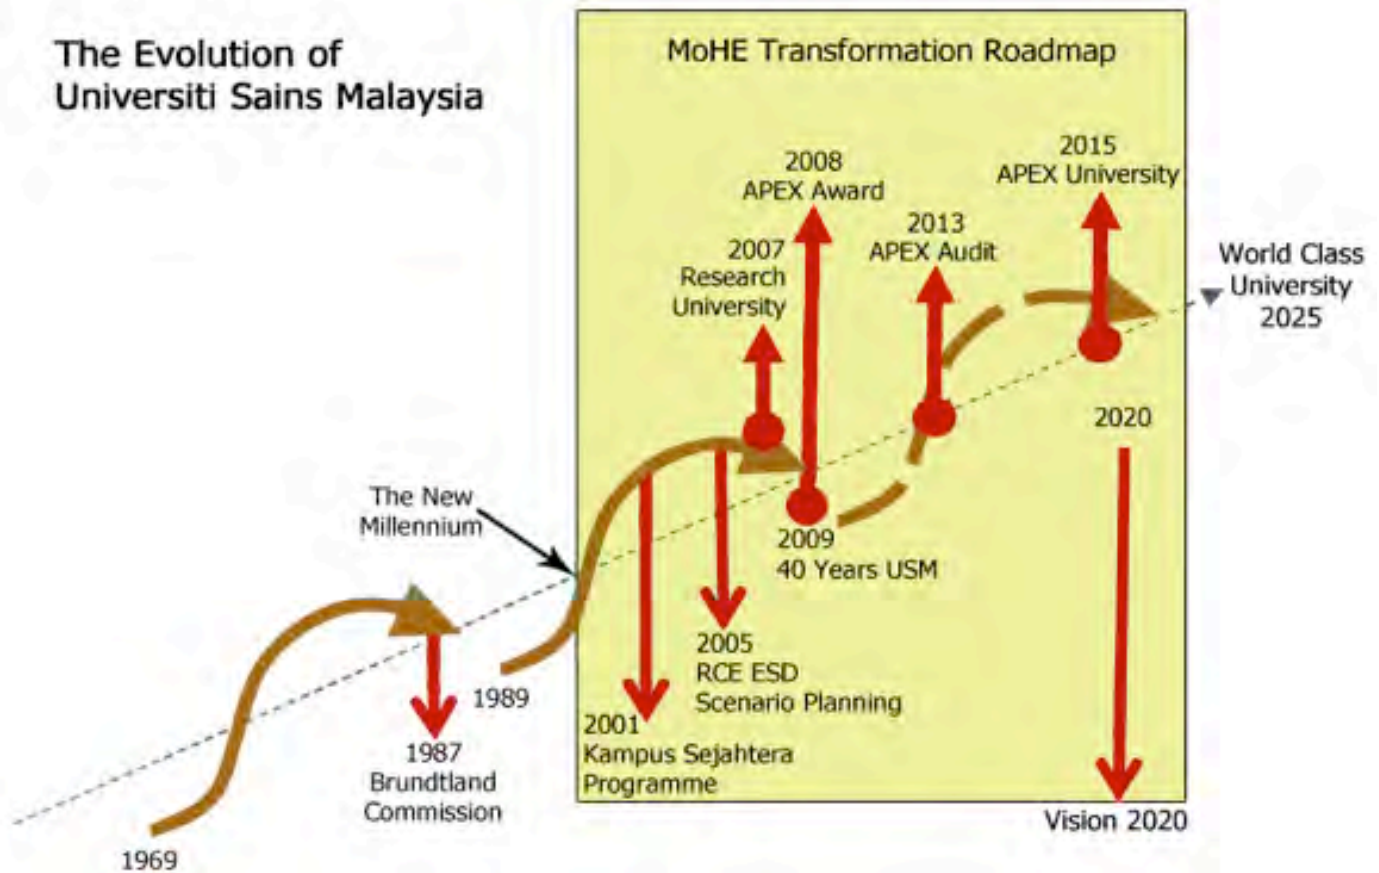 The Evolution of
Universiti Sains Malaysia
MoHE Transformation Roadmap
2015
APEX University
2008
APEX Award
2013
APEX Audit
2007
Research
University
World Class
University
2025
2020
The New
Millennium
2009
40 Years USM
2005
RCE ESD
Scenario Planning
1989
2001
Kampus Sejahtera
Programme
1987
Brundtland
Commission
Vision 2020
1969